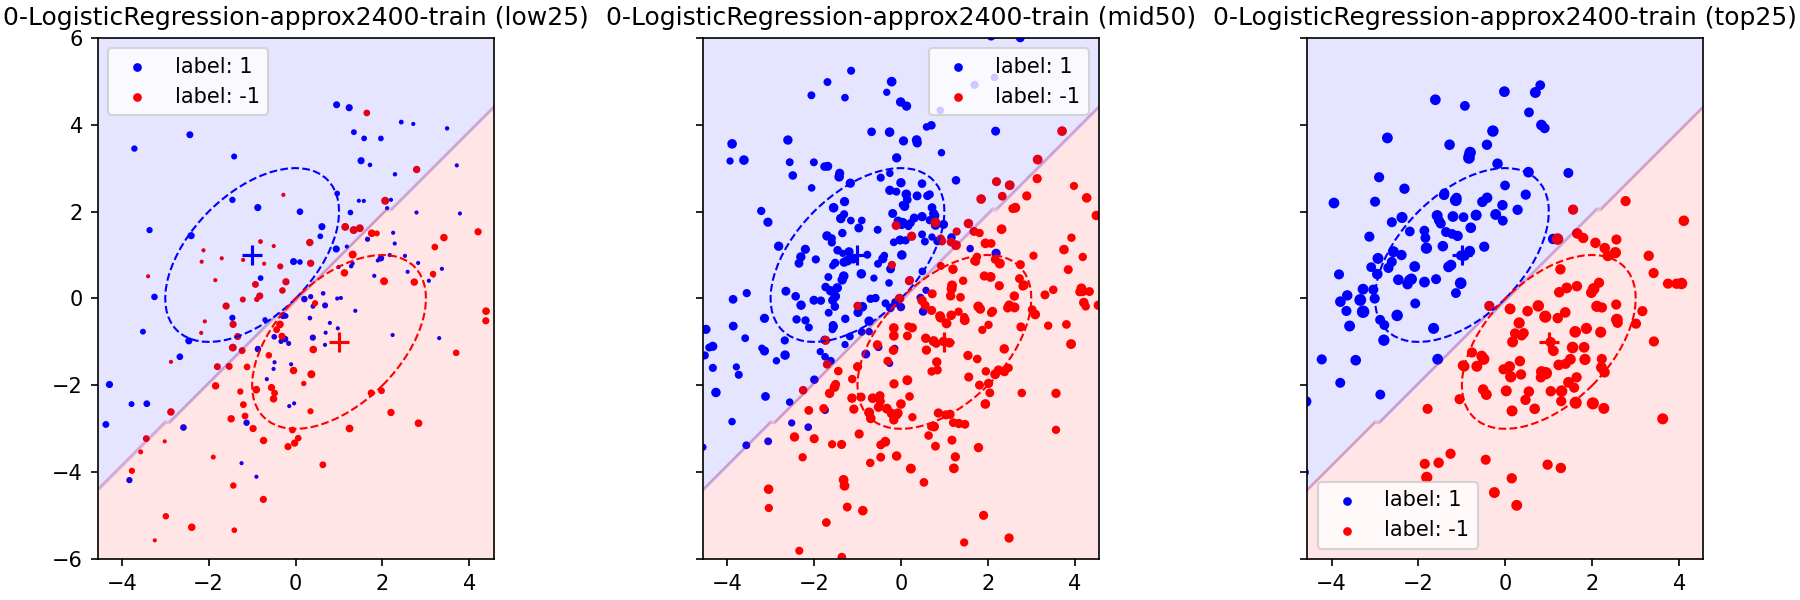 0-LogisticRegression-approx2400-train (low25)
0-LogisticRegression-approx2400-train (mid50)
0-LogisticRegression-approx2400-train (top25)
label: 1
label: -1
label: 1
label: -1
label: 1
label: -1
6
4
2
0
−2
−4
−6
−4 −2 0 2 4
−4 −2 0 2 4
−4 −2 0 2 4